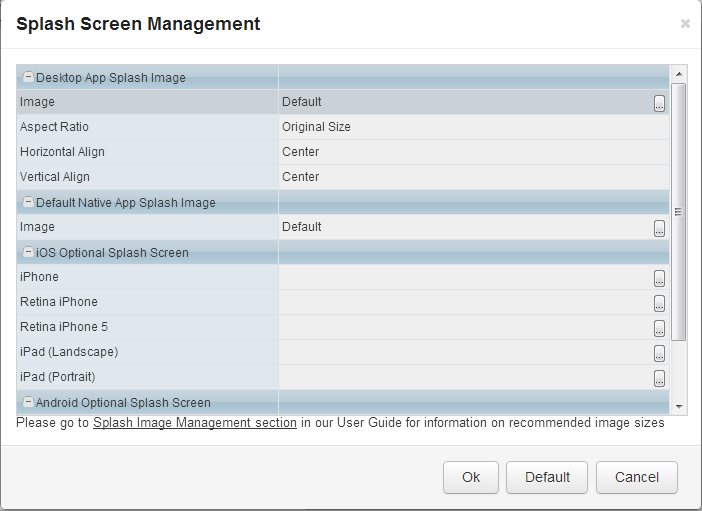 Splash Screen Management
Desktop App Splash Image
Image Default ...
Aspect Ratio Original Size
Horizontal Align Center
Vertical Align Center
Default Native App Splash Image
Image Default ...
iOS Optional Splash Screen
iPhone ...
Retina iPhone ...
Retina iPhone 5 ...
iPad (Landscape) ...
iPad (Portrait) ...
Android Optional Splash Screen
Please go to Splash Image Management section in our User Guide for information on recommended image sizes
Ok Default Cancel